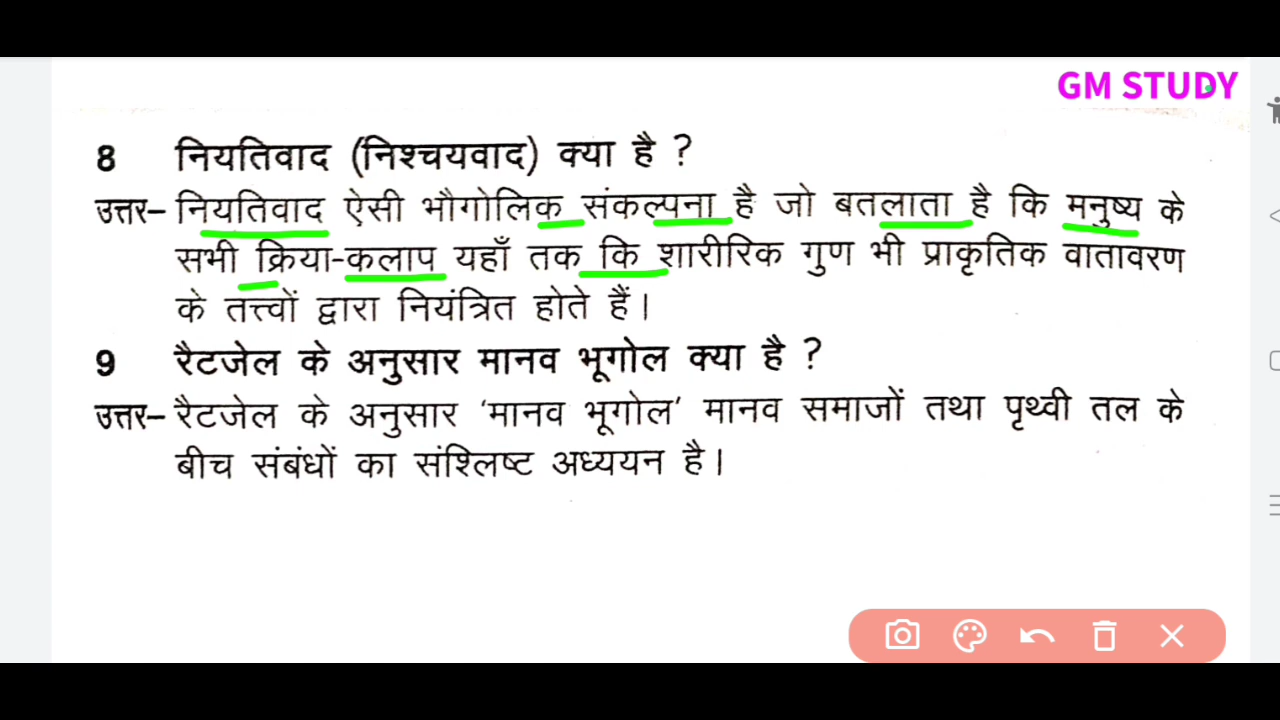 GM STUDY
8 नियतिवाद (निश्चयवाद) क्या है ?
उत्तर– नियतिवाद ऐसी भौगोलिक संकल्पना है जो बतलाता है कि मनुष्य के
सभी क्रिया-कलाप यहाँ तक कि शारीरिक गुण भी प्राकृतिक वातावरण
के तत्त्वों द्वारा नियंत्रित होते हैं।
9 रैटजेल के अनुसार मानव भूगोल क्या है ?
उत्तर– रैटजेल के अनुसार ‘मानव भूगोल’ मानव समाजों तथा पृथ्वी तल के
बीच संबंधों का संश्लिष्ट अध्ययन है।